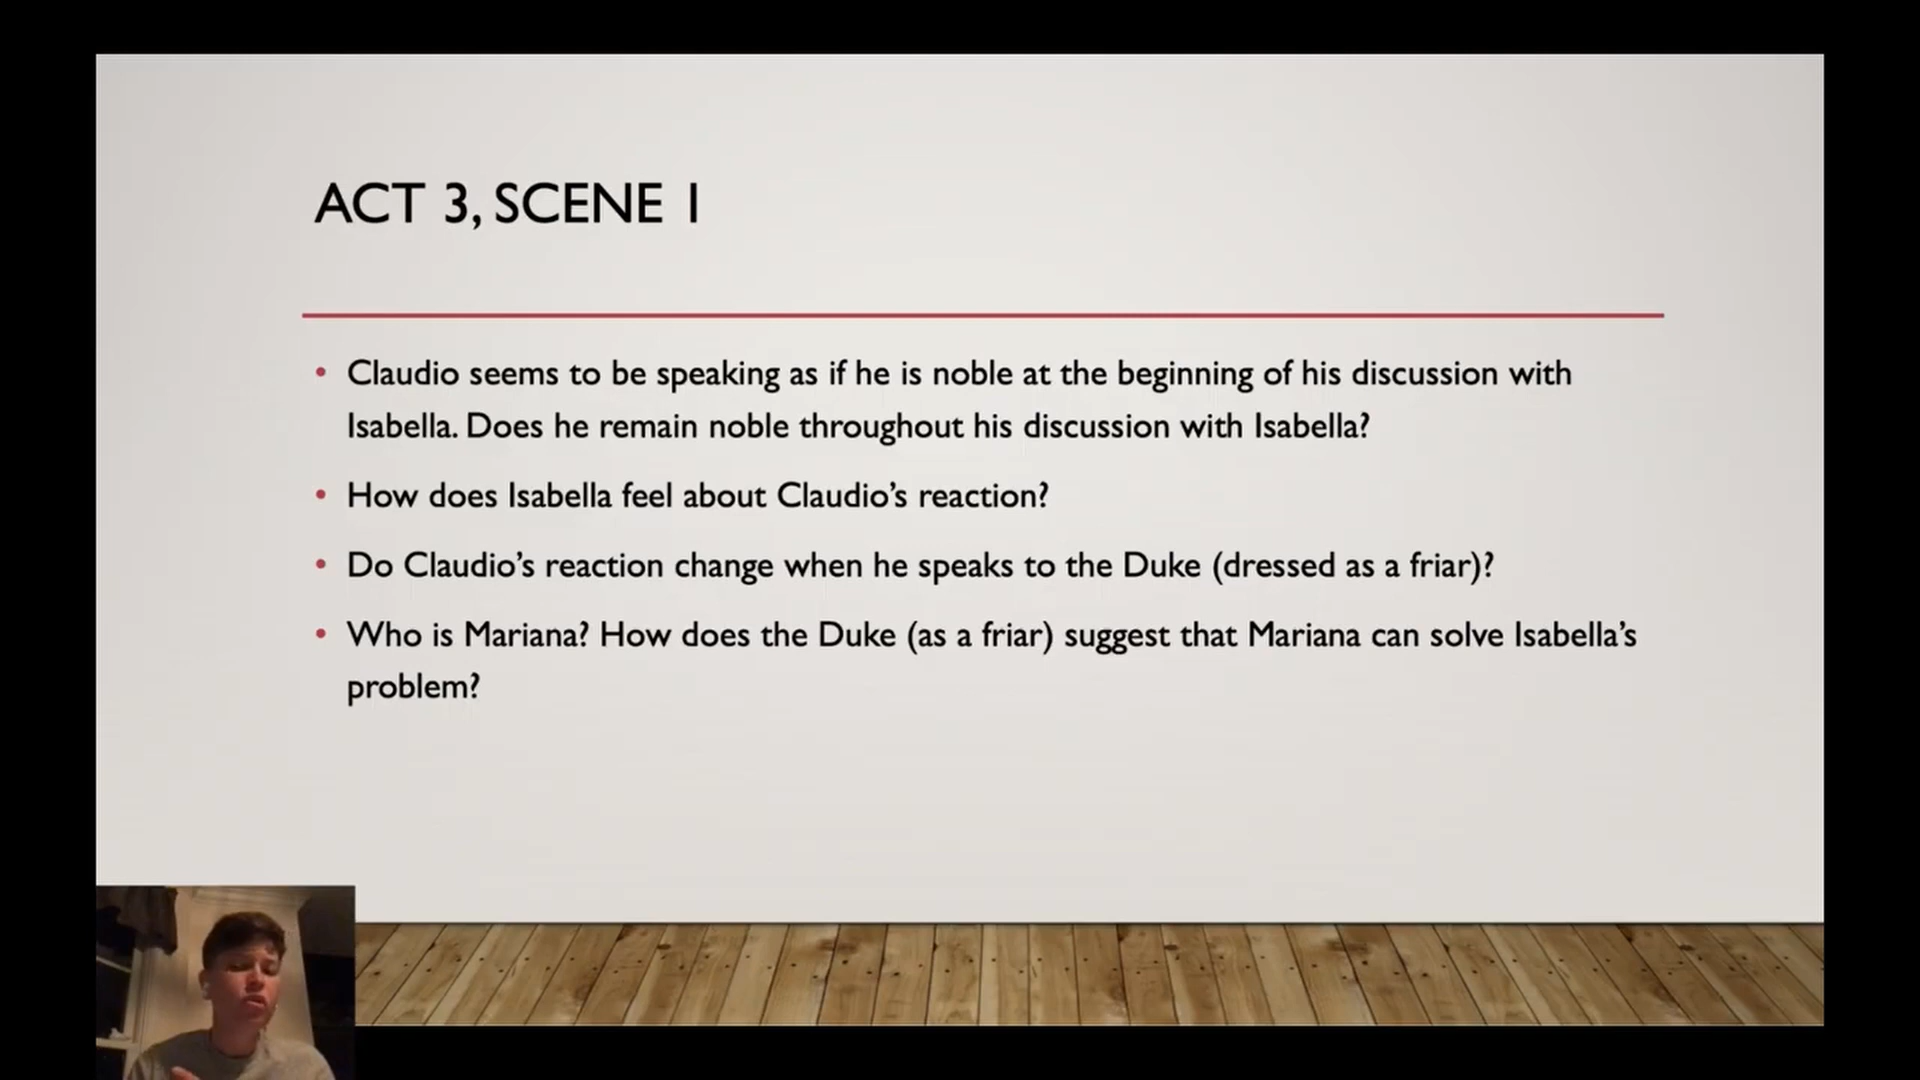 ACT 3, SCENE 1
• Claudio seems to be speaking as if he is noble at the beginning of his discussion with
Isabella. Does he remain noble throughout his discussion with Isabella?
• How does Isabella feel about Claudio’s reaction?
• Do Claudio’s reaction change when he speaks to the Duke (dressed as a friar)?
• Who is Mariana? How does the Duke (as a friar) suggest that Mariana can solve Isabella’s
problem?